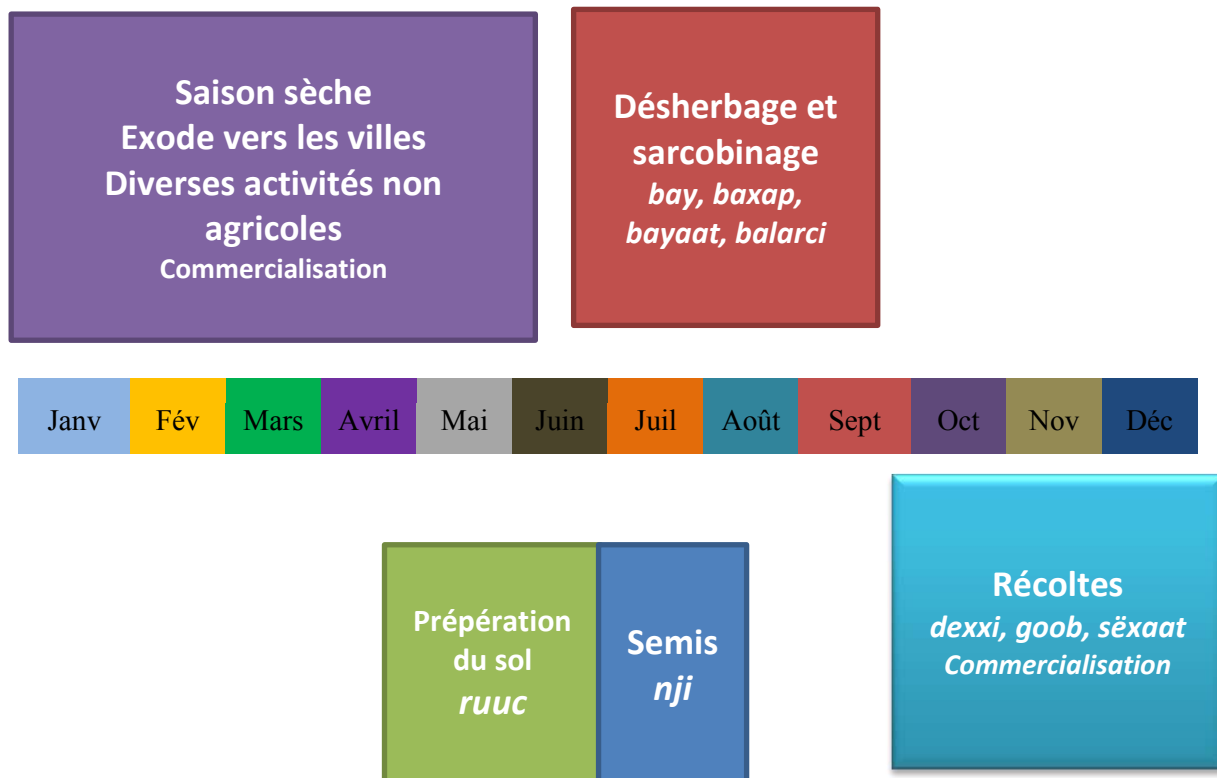 Saison sèche
Exode vers les villes
Diverses activités non
agricoles
Commercialisation
Désherbage et
sarcobinage
bay, baxap,
bayaat, balarci
Janv Fév Mars Avril Mai Juin Juil Août Sept Oct Nov Déc
Prépération
du sol
ruuc
Semis
nji
Récoltes
dexxi, goob, sëxaat
Commercialisation